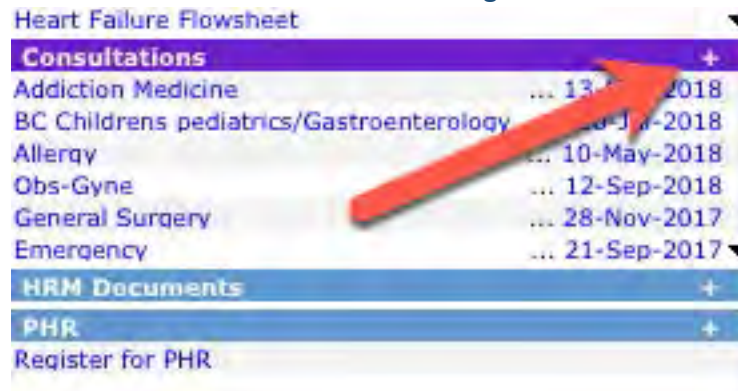 Heart Failure Flowsheet
Consultations +
Addiction Medicine ... 13- 2018
BC Childrens pediatrics/Gastroenterology -2018
Allergy ... 10-May-2018
Obs-Gyne ... 12-Sep-2018
General Surgery ... 28-Nov-2017
Emergency ... 21-Sep-2017
HRM Documents +
PHR +
Register for PHR